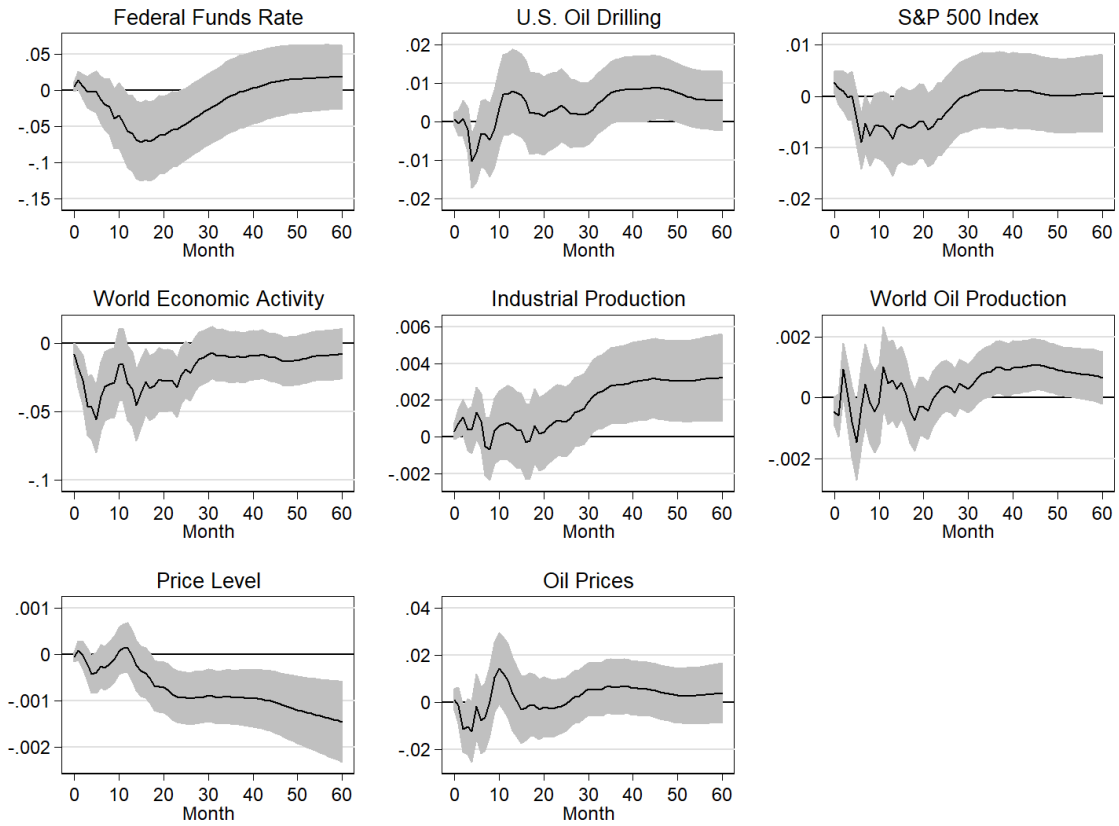 Federal Funds Rate
.05
0
-.05
-.1
-.15
0 10 20 30 40 50 60
Month
U.S. Oil Drilling
.02
.01
0
-.01
-.02
0 10 20 30 40 50 60
Month
S&P 500 Index
.01
0
-.01
-.02
0 10 20 30 40 50 60
Month
World Economic Activity
0
-.05
-.1
0 10 20 30 40 50 60
Month
Industrial Production
.006
.004
.002
0
-.002
0 10 20 30 40 50 60
Month
World Oil Production
.002
0
-.002
0 10 20 30 40 50 60
Month
Price Level
.001
0
-.001
-.002
0 10 20 30 40 50 60
Month
Oil Prices
.04
.02
0
-.02
0 10 20 30 40 50 60
Month